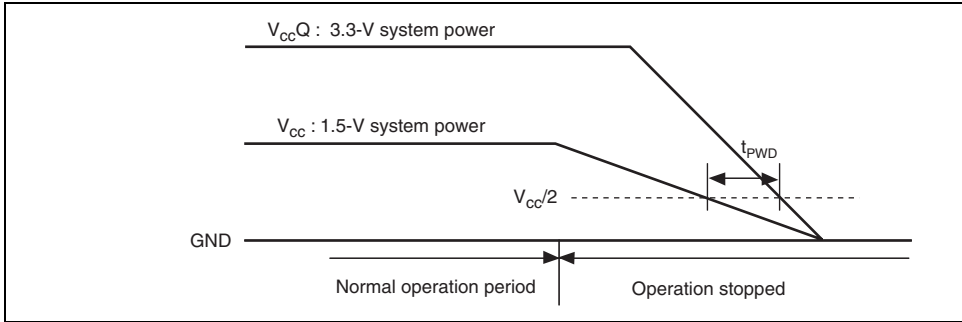 VccQ : 3.3-V system power
Vcc : 1.5-V system power
tPWD
Vcc/2
GND
Normal operation period
Operation stopped